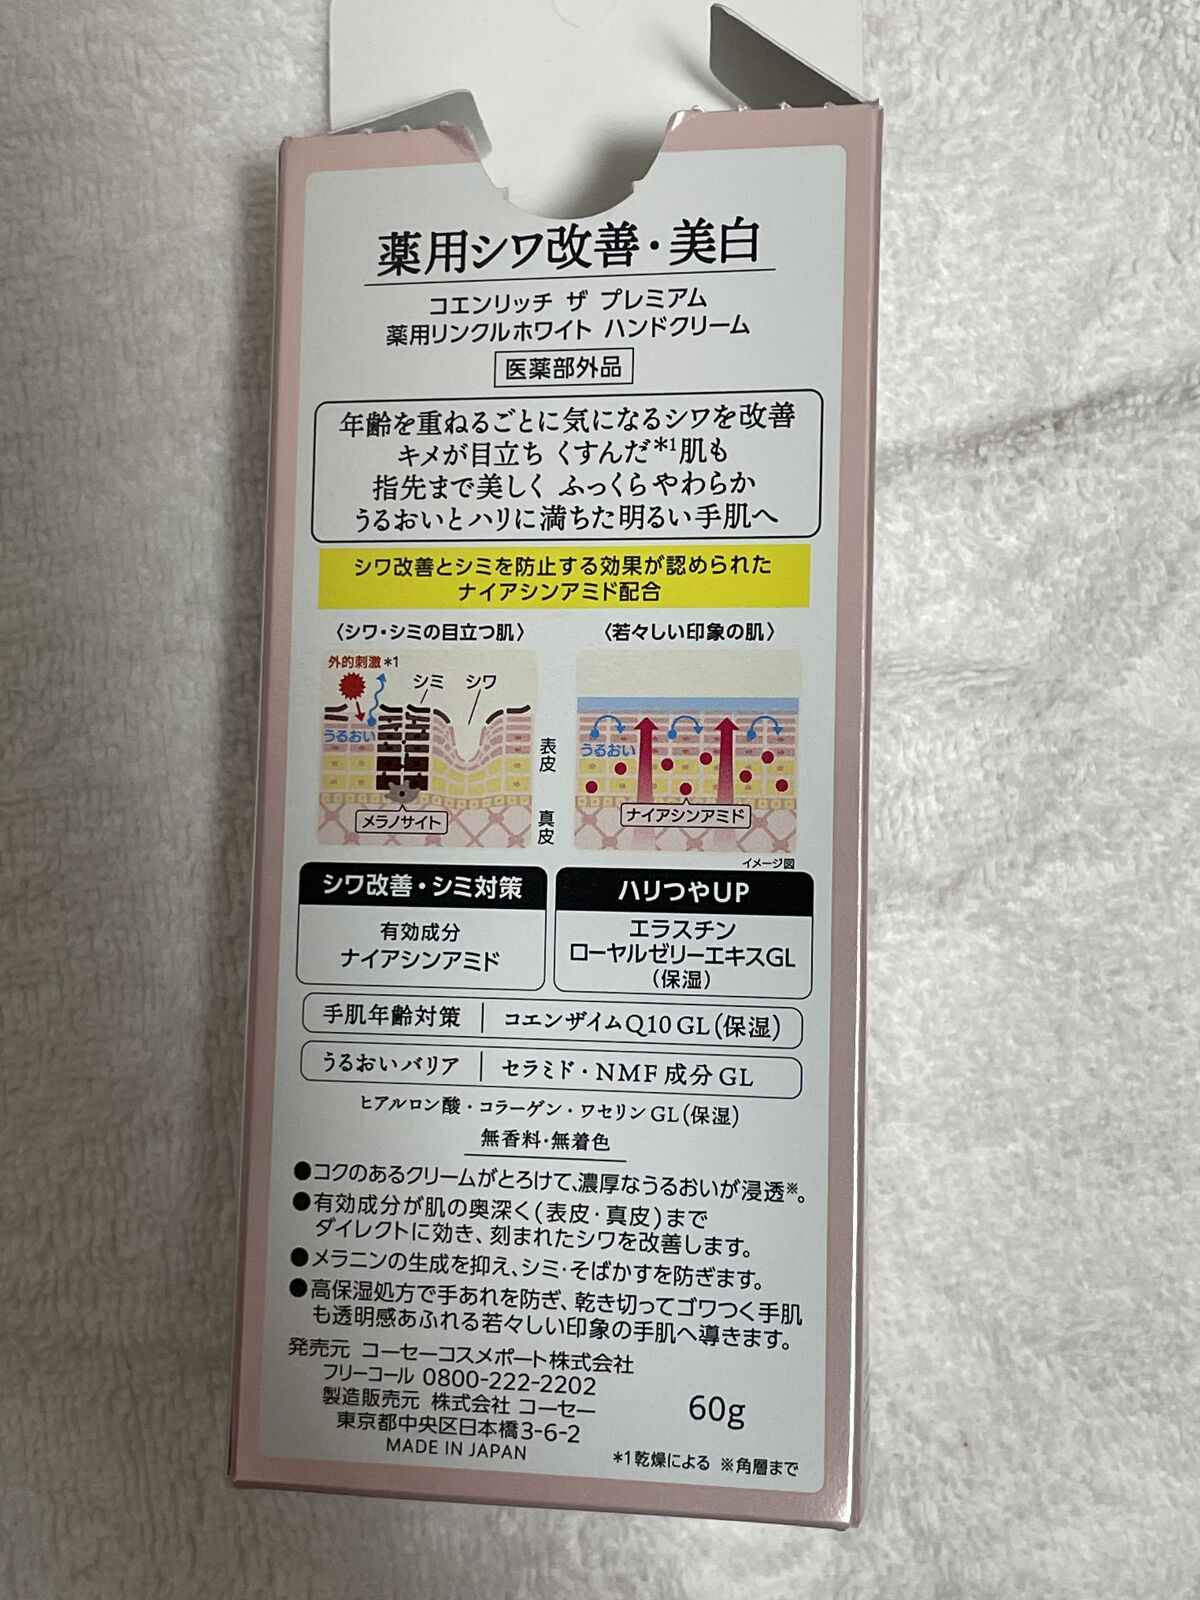 薬用シワ改善・美白
コエンリッチ ザ プレミアム
薬用リンクルホワイト ハンドクリーム
医薬部外品
年齢を重ねるごとに気になるシワを改善
キメが目立ち くすんだ*1肌も
指先まで美しく ふっくらやわらか
うるおいとハリに満ちた明るい手肌へ
シワ改善とシミを防止する効果が認められた
ナイアシンアミド配合
〈シワ・シミの目立つ肌〉
外的刺激*1
シミ
シワ
うるおい
メラノサイト
表皮
真皮
〈若々しい印象の肌〉
うるおい
ナイアシンアミド
イメージ図
シワ改善・シミ対策
有効成分
ナイアシンアミド
ハリつやUP
エラスチン
ローヤルゼリーエキスGL
(保湿)
手肌年齢対策 | コエンザイムQ10 GL(保湿)
うるおいバリア | セラミド・NMF成分GL
ヒアルロン酸・コラーゲン・ワセリンGL(保湿)
無香料・無着色
●コクのあるクリームがとろけて、濃厚なうるおいが浸透※。
●有効成分が肌の奥深く(表皮・真皮)まで
ダイレクトに効き、刻まれたシワを改善します。
●メラニンの生成を抑え、シミ・そばかすを防ぎます。
●高保湿処方で手あれを防ぎ、乾き切ってゴワつく手肌
も透明感あふれる若々しい印象の手肌へ導きます。
発売元 コーセーコスメポート株式会社
フリーコール 0800-222-2202
製造販売元 株式会社 コーセー
東京都中央区日本橋3-6-2
MADE IN JAPAN
60g
*1乾燥による ※角層まで